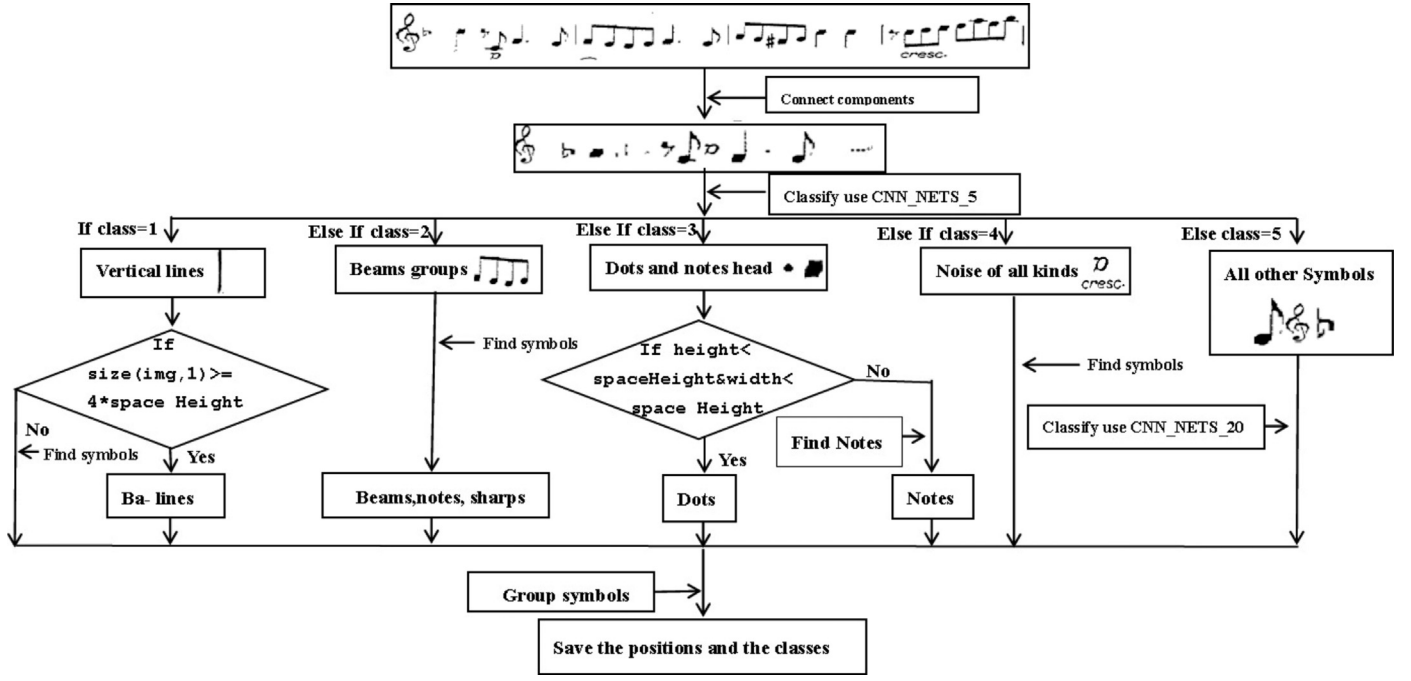 cresc.
Connect components
Classify use CNN_NETS_5
If class=1
Else If class=2
Else If class=3
Else If class=4
Else class=5
Vertical lines
Beams groups
Dots and notes head
Noise of all kinds
cresc.
All other Symbols
If
size(img,1)>=
4*space Height
Find symbols
If height<
spaceHeight&width<
space Height
No
Find symbols
No
Find symbols
Yes
Find Notes
Classify use CNN_NETS_20
Yes
Ba- lines
Beams,notes, sharps
Dots
Notes
Group symbols
Save the positions and the classes